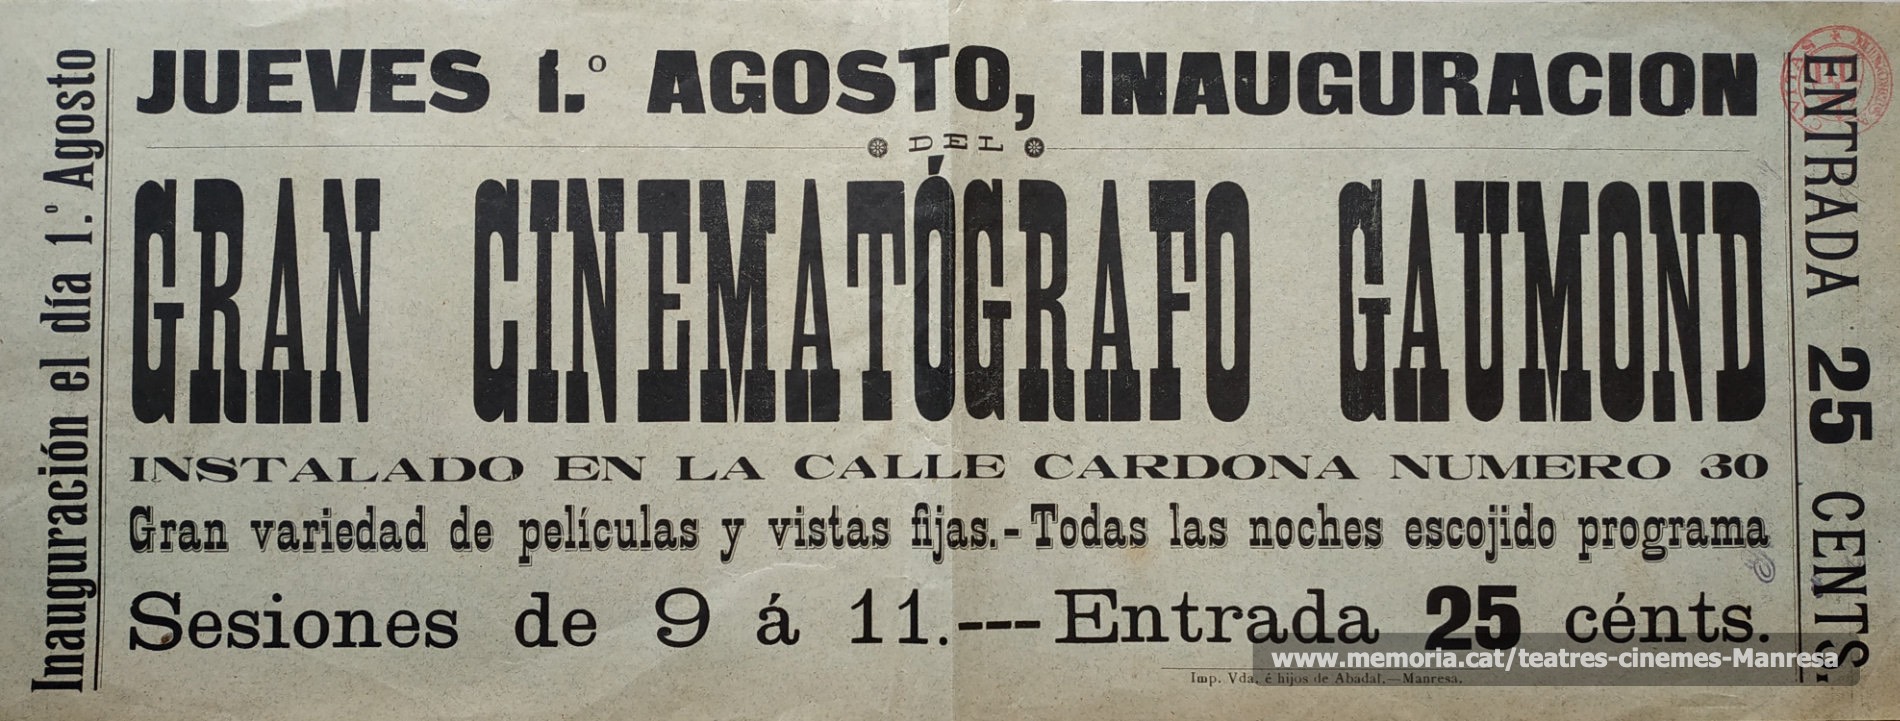 Inauguración el día 1.º Agosto
JUEVES 1.º AGOSTO, INAUGURACION
DEL
GRAN CINEMATÓGRAFO GAUMOND
INSTALADO EN LA CALLE CARDONA NUMERO 30
Gran variedad de películas y vistas fijas.-Todas las noches escojido programa
Sesiones de 9 á 11.---Entrada 25 cénts.
Imp. Vda. é hijos de Abadal.—Manresa.
ENTRADA 25 CENTS.
www.memoria.cat/teatres-cinemes-Manresa